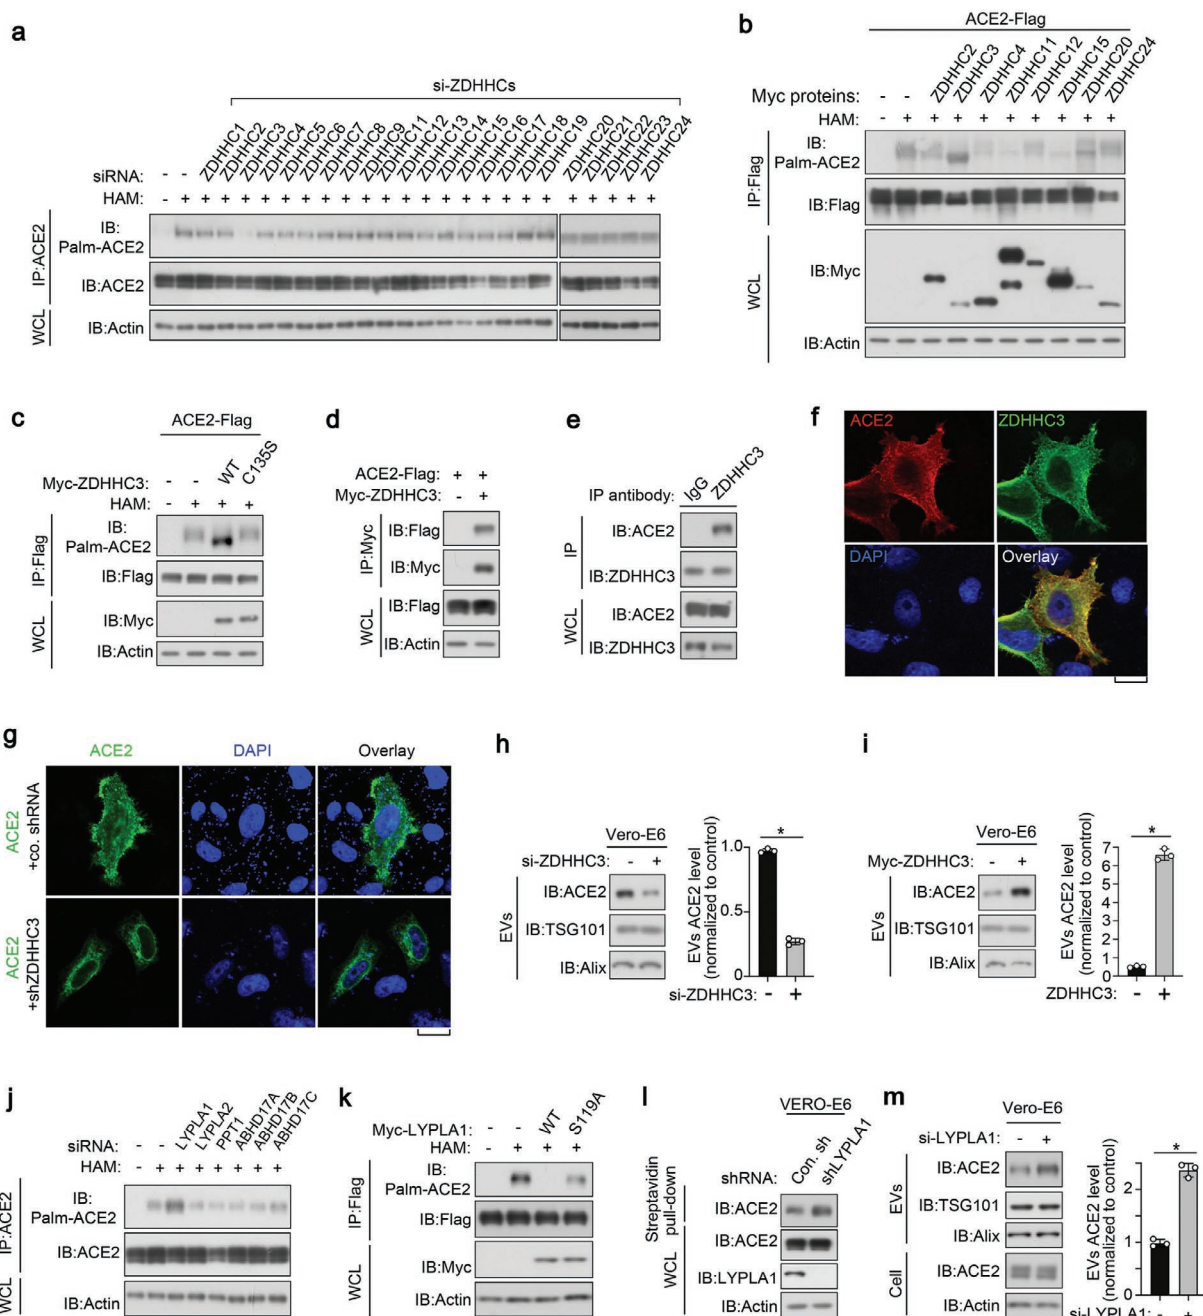 a
si-ZDHHCs
siRNA: - - ZDHHC1 ZDHHC2 ZDHHC3 ZDHHC4 ZDHHC5 ZDHHC6 ZDHHC7 ZDHHC8 ZDHHC9 ZDHHC11 ZDHHC12 ZDHHC13 ZDHHC14 ZDHHC15 ZDHHC16 ZDHHC17 ZDHHC18 ZDHHC19 ZDHHC20 ZDHHC21 ZDHHC22 ZDHHC23 ZDHHC24
HAM: - + + + + + + + + + + + + + + + + + + + + + + +
IP:ACE2
IB:
Palm-ACE2
IB:ACE2
WCL
IB:Actin
b
ACE2-Flag
Myc proteins: - - ZDHHC2 ZDHHC3 ZDHHC4 ZDHHC11 ZDHHC12 ZDHHC15 ZDHHC20 ZDHHC24
HAM: - + + + + + + + + +
IP:Flag
IB:
Palm-ACE2
IB:Flag
WCL
IB:Myc
IB:Actin
c
ACE2-Flag
Myc-ZDHHC3: - - WT C135S
HAM: - + + +
IP:Flag
IB:
Palm-ACE2
IB:Flag
WCL
IB:Myc
IB:Actin
d
ACE2-Flag: + +
Myc-ZDHHC3: - +
IP:Myc
IB:Flag
IB:Myc
WCL
IB:Flag
IB:Actin
e
IP antibody: IgG ZDHHC3
IP
IB:ACE2
IB:ZDHHC3
WCL
IB:ACE2
IB:ZDHHC3
f
ACE2
ZDHHC3
DAPI
Overlay
g
ACE2
DAPI
Overlay
ACE2
+co. shRNA
ACE2
+shZDHHC3
h
Vero-E6
si-ZDHHC3: - +
EVs
IB:ACE2
IB:TSG101
IB:Alix
EVs ACE2 level
(normalized to control)
1.0
0.5
0
*
si-ZDHHC3: - +
i
Vero-E6
Myc-ZDHHC3: - +
EVs
IB:ACE2
IB:TSG101
IB:Alix
EVs ACE2 level
(normalized to control)
7
6
5
4
3
2
1
0
*
ZDHHC3: - +
j
siRNA: - - LYPLA1 LYPLA2 PPT1 ABHD17A ABHD17B ABHD17C
HAM: - + + + + + + +
IP:ACE2
IB:
Palm-ACE2
IB:ACE2
WCL
IB:Actin
k
Myc-LYPLA1: - - WT S119A
HAM: - + + +
IP:Flag
IB:
Palm-ACE2
IB:Flag
WCL
IB:Myc
IB:Actin
l
VERO-E6
shRNA: Con. sh shLYPLA1
Streptavidin
pull-down
IB:ACE2
WCL
IB:ACE2
IB:LYPLA1
IB:Actin
m
Vero-E6
si-LYPLA1: - +
EVs
IB:ACE2
IB:TSG101
IB:Alix
Cell
IB:ACE2
IB:Actin
EVs ACE2 level
(normalized to control)
2
1
0
*
si-LYPLA1: - +